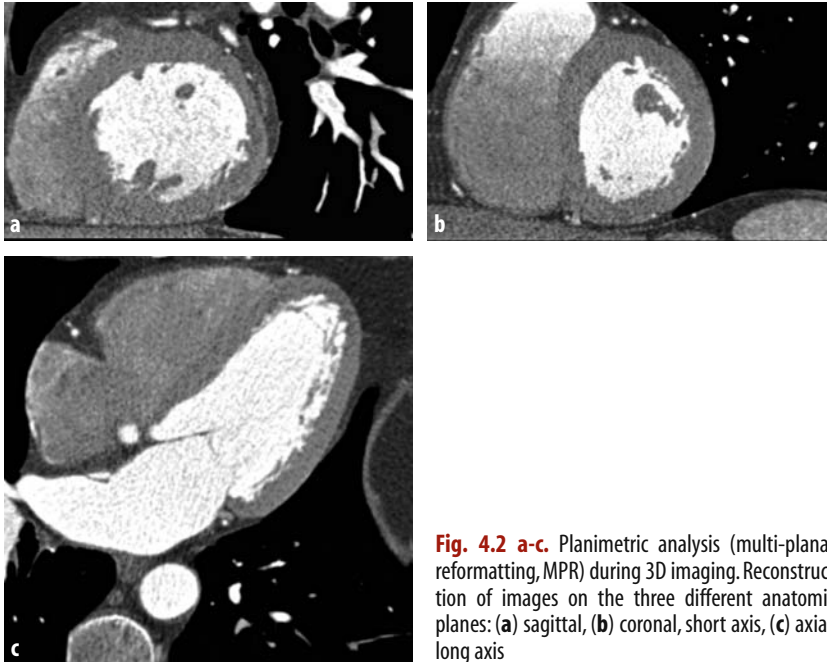 a
b
c
Fig. 4.2 a-c. Planimetric analysis (multi-plana
reformatting, MPR) during 3D imaging. Reconstruc
tion of images on the three different anatomi
planes: (a) sagittal, (b) coronal, short axis, (c) axia
long axis